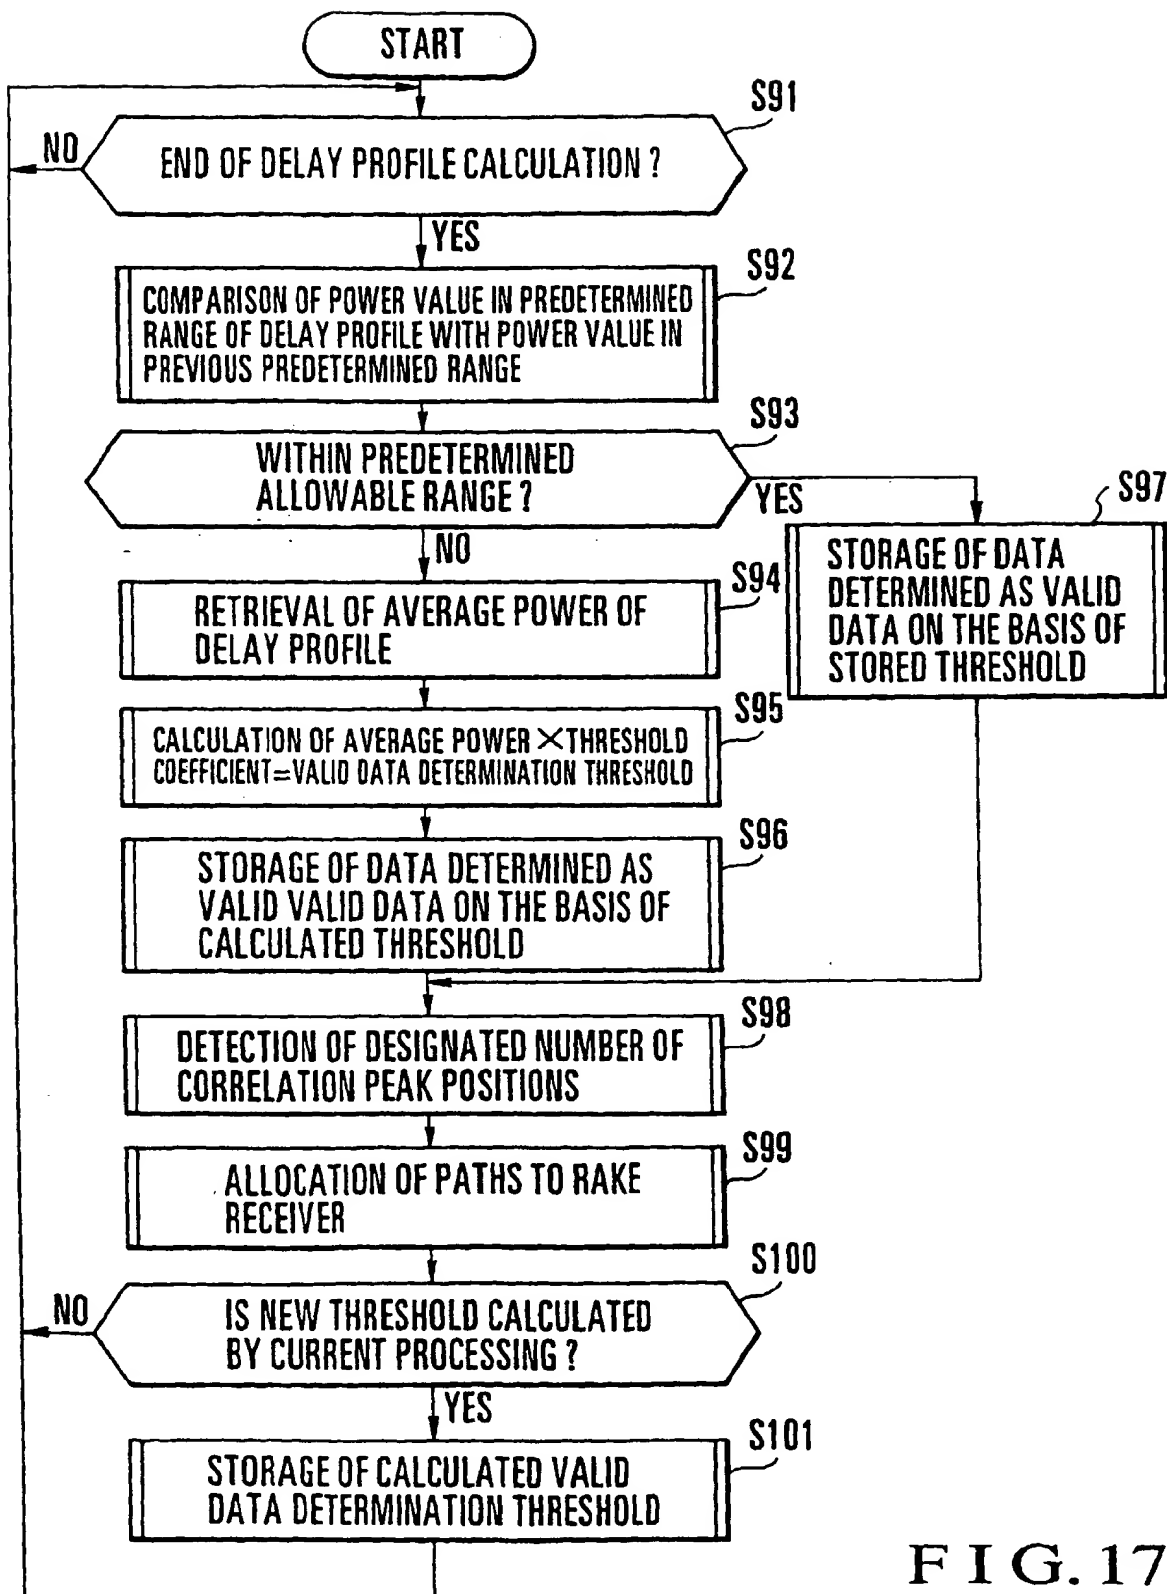 START
S91
NO
END OF DELAY PROFILE CALCULATION ?
YES
S92
COMPARISON OF POWER VALUE IN PREDETERMINED
RANGE OF DELAY PROFILE WITH POWER VALUE IN
PREVIOUS PREDETERMINED RANGE
S93
WITHIN PREDETERMINED
ALLOWABLE RANGE ?
YES
NO
S97
STORAGE OF DATA
DETERMINED AS VALID
DATA ON THE BASIS OF
STORED THRESHOLD
S94
RETRIEVAL OF AVERAGE POWER OF
DELAY PROFILE
S95
CALCULATION OF AVERAGE POWER × THRESHOLD
COEFFICIENT=VALID DATA DETERMINATION THRESHOLD
S96
STORAGE OF DATA DETERMINED AS
VALID VALID DATA ON THE BASIS OF
CALCULATED THRESHOLD
S98
DETECTION OF DESIGNATED NUMBER OF
CORRELATION PEAK POSITIONS
S99
ALLOCATION OF PATHS TO RAKE
RECEIVER
S100
NO
IS NEW THRESHOLD CALCULATED
BY CURRENT PROCESSING ?
YES
S101
STORAGE OF CALCULATED VALID
DATA DETERMINATION THRESHOLD
FIG. 17